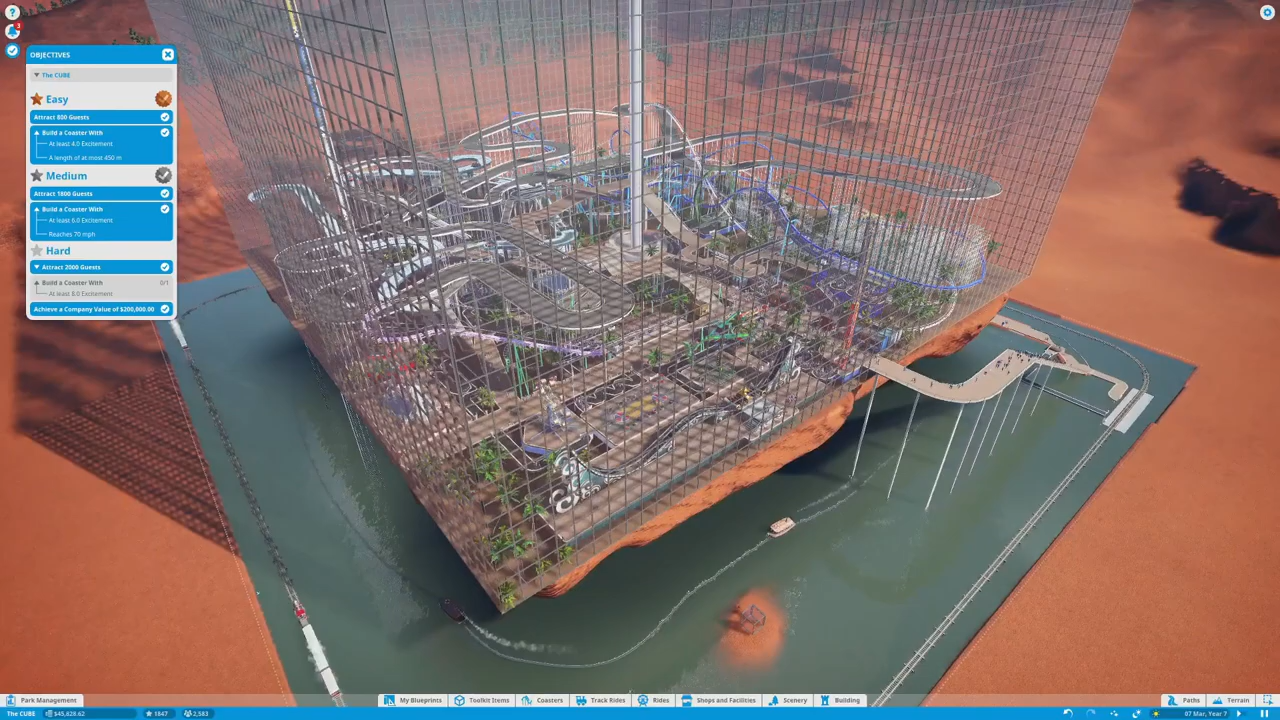 ?
3
OBJECTIVES
The CUBE
Easy
Attract 800 Guests
Build a Coaster With
At least 4.0 Excitement
A length of at most 450 m
Medium
Attract 1800 Guests
Build a Coaster With
At least 6.0 Excitement
Reaches 70 mph
Hard
Attract 2000 Guests
Build a Coaster With 0/1
At least 8.0 Excitement
Achieve a Company Value of $200,000.00
Park Management
My Blueprints
Toolkit Items
Coasters
Track Rides
Rides
Shops and Facilities
Scenery
Building
Paths
Terrain
The CUBE
$45,828.62
1847
2,583
07 Mar, Year 7